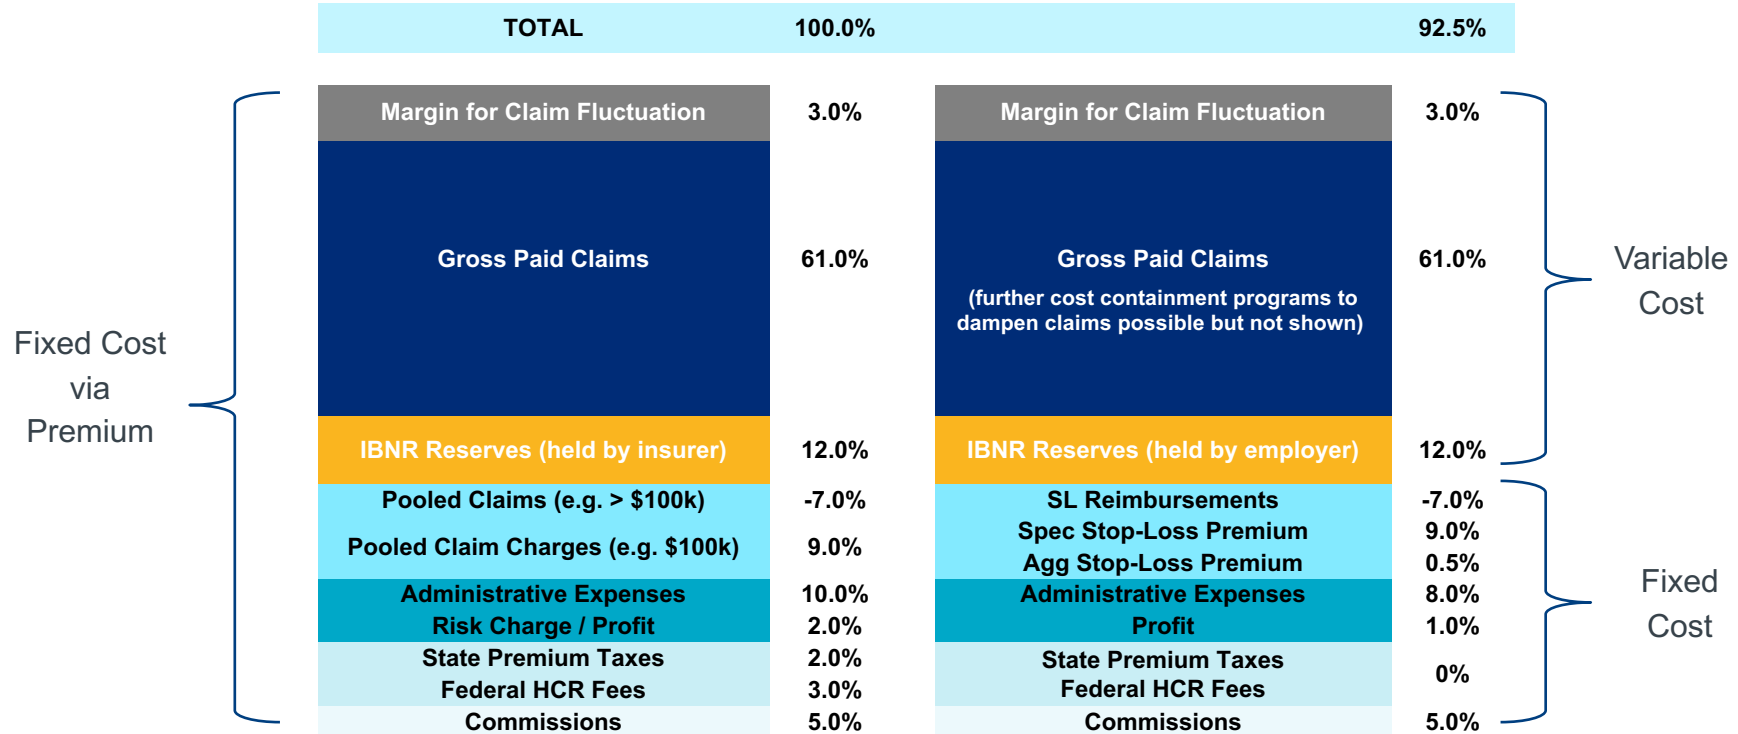 TOTAL 100.0% 92.5%
Margin for Claim Fluctuation 3.0% Margin for Claim Fluctuation 3.0%
Gross Paid Claims 61.0% Gross Paid Claims 61.0%
(further cost containment programs to
dampen claims possible but not shown)
Variable
Cost
Fixed Cost
via
Premium
IBNR Reserves (held by insurer) 12.0% IBNR Reserves (held by employer) 12.0%
Pooled Claims (e.g. > $100k) -7.0% SL Reimbursements -7.0%
Spec Stop-Loss Premium 9.0%
Pooled Claim Charges (e.g. $100k) 9.0%
Agg Stop-Loss Premium 0.5%
Administrative Expenses 10.0% Administrative Expenses 8.0%
Risk Charge / Profit 2.0% Profit 1.0%
Fixed
Cost
State Premium Taxes 2.0% State Premium Taxes
0%
Federal HCR Fees 3.0% Federal HCR Fees
Commissions 5.0% Commissions 5.0%